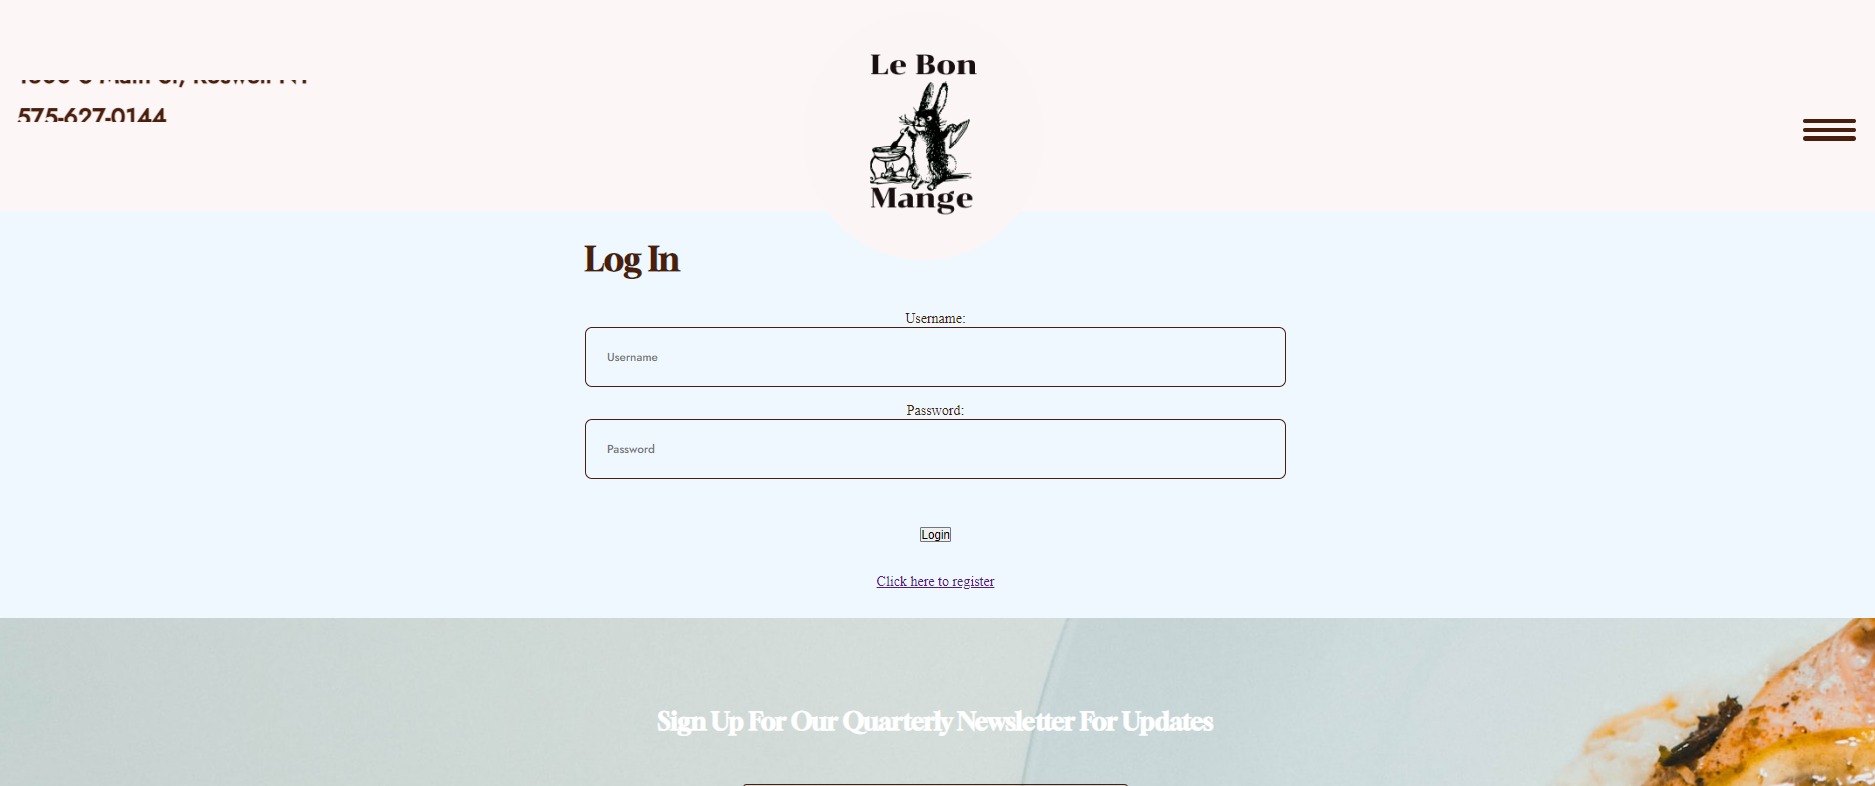 575-627-0144
Le Bon
Mange
Log In
Username:
Username
Password:
Password
Login
Click here to register
Sign Up For Our Quarterly Newsletter For Updates